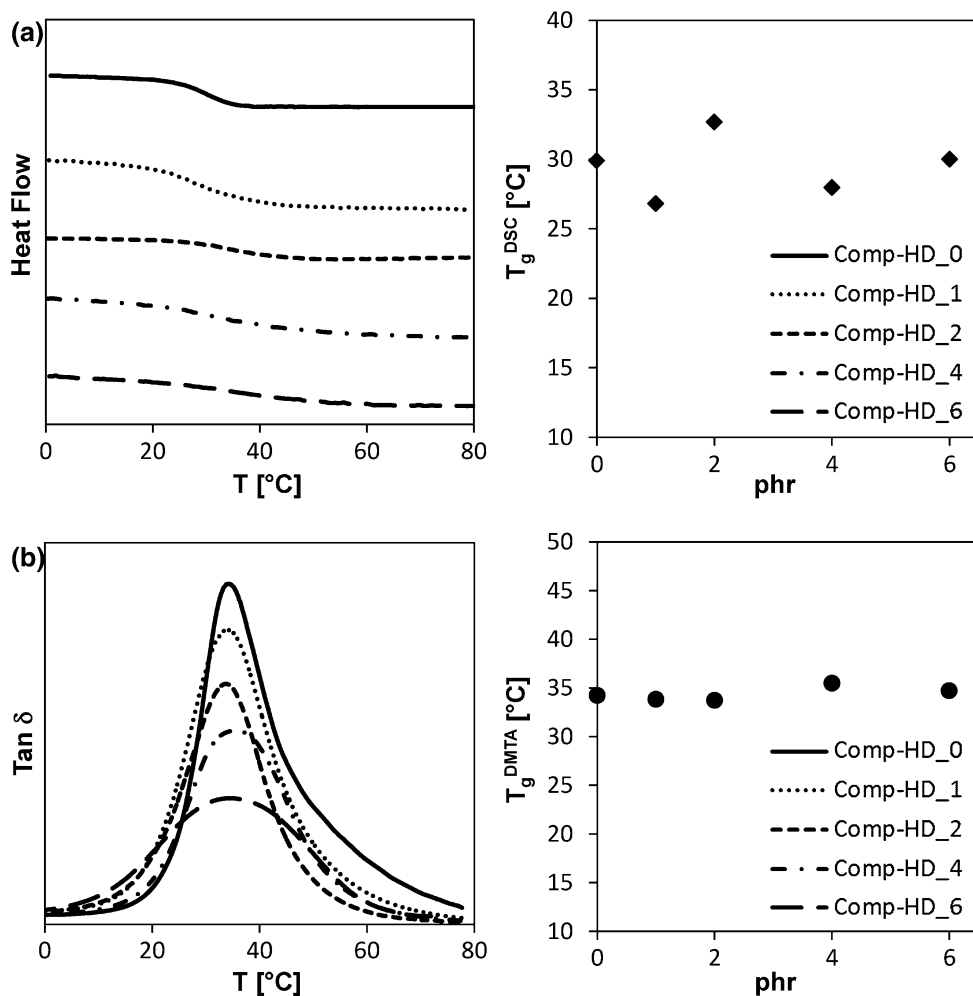 (a)
Heat Flow
0 20 40 60 80
T [°C]
40
35
30
25
20
15
10
T_g^DSC [°C]
Comp-HD_0
Comp-HD_1
Comp-HD_2
Comp-HD_4
Comp-HD_6
0 2 4 6
phr
(b)
Tan δ
0 20 40 60 80
T [°C]
50
45
40
35
30
25
20
15
10
T_g^DMTA [°C]
Comp-HD_0
Comp-HD_1
Comp-HD_2
Comp-HD_4
Comp-HD_6
0 2 4 6
phr